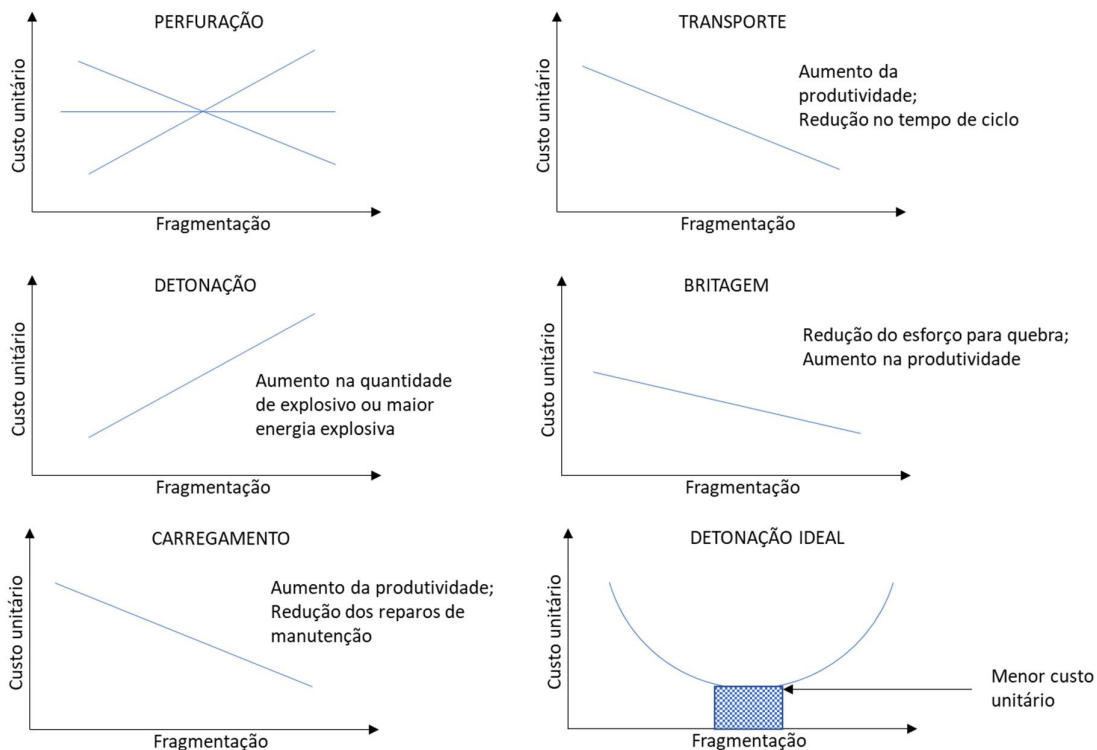 PERFURAÇÃO
Custo unitário
Fragmentação
TRANSPORTE
Custo unitário
Aumento da
produtividade;
Redução no tempo de ciclo
Fragmentação
DETONAÇÃO
Custo unitário
Aumento na quantidade
de explosivo ou maior
energia explosiva
Fragmentação
BRITAGEM
Custo unitário
Redução do esforço para quebra;
Aumento na produtividade
Fragmentação
CARREGAMENTO
Custo unitário
Aumento da produtividade;
Redução dos reparos de
manutenção
Fragmentação
DETONAÇÃO IDEAL
Custo unitário
Menor custo
unitário
Fragmentação